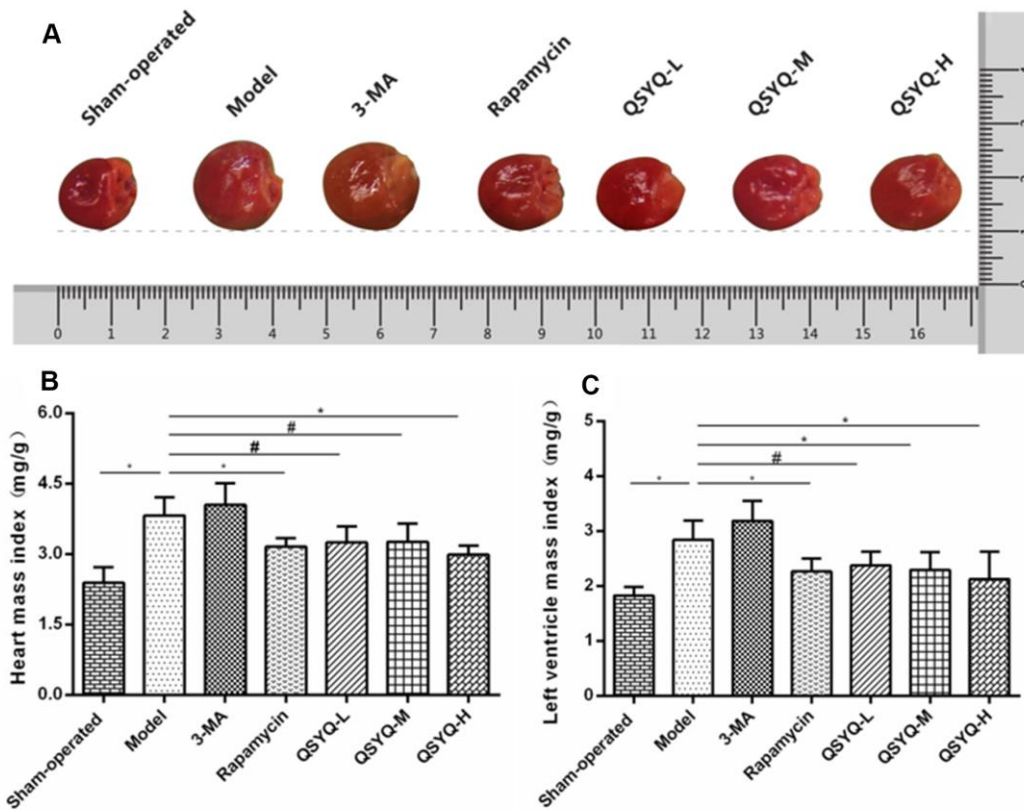 A
Sham-operated
Model
3-MA
Rapamycin
QSYQ-L
QSYQ-M
QSYQ-H
0 1 2 3 4 5 6 7 8 9 10 11 12 13 14 15 16
B
Heart mass index (mg/g)
6.0
4.5
3.0
1.5
0.0
*
#
#
* *
Sham-operated
Model
3-MA
Rapamycin
QSYQ-L
QSYQ-M
QSYQ-H
C
Left ventricle mass index (mg/g)
5
4
3
2
1
0
*
*
#
* *
Sham-operated
Model
3-MA
Rapamycin
QSYQ-L
QSYQ-M
QSYQ-H